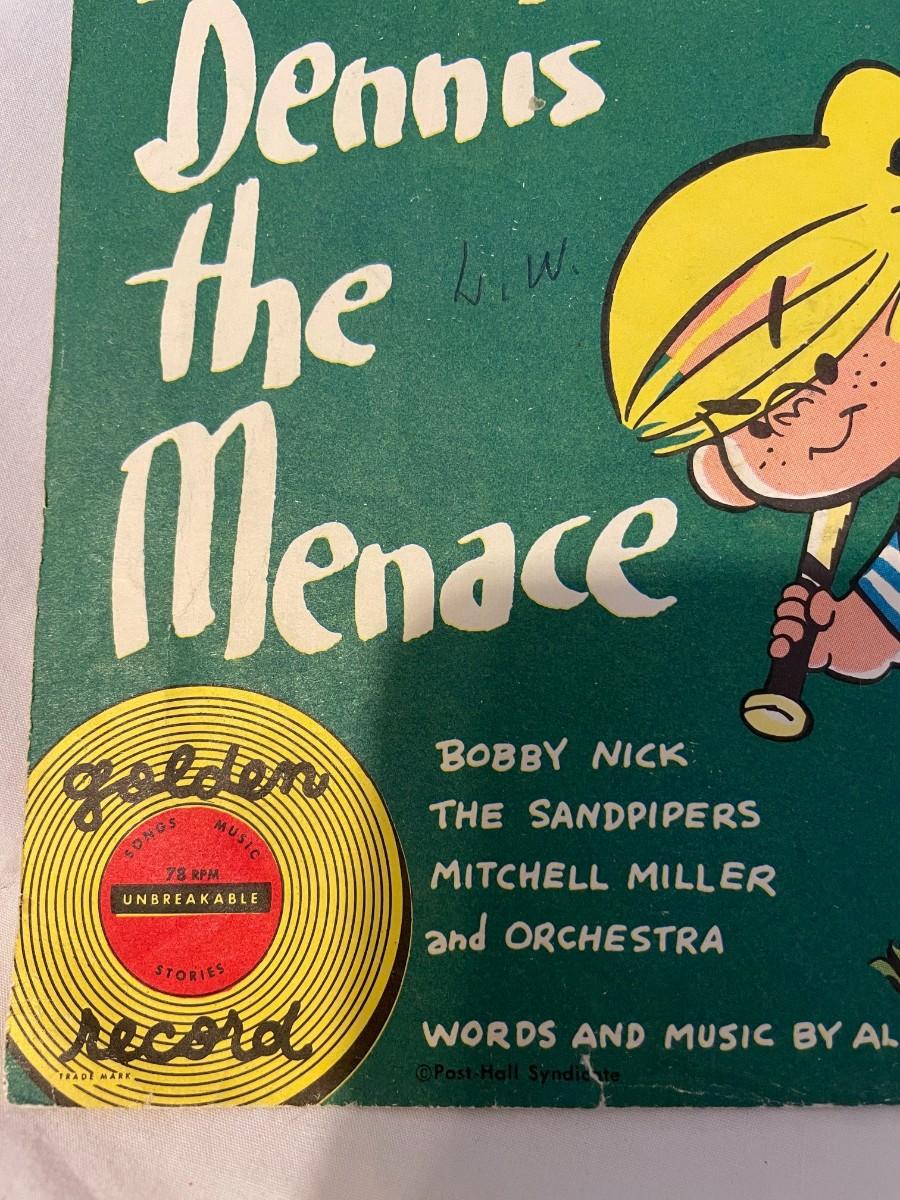 Dennis
the
L.W.
Menace
BOBBY NICK
THE SANDPIPERS
MITCHELL MILLER
and ORCHESTRA
WORDS AND MUSIC BY AL
©Post-Hall Syndicate
golden
SONGS MUSIC
78 RPM
UNBREAKABLE
STORIES
record
TRADE MARK